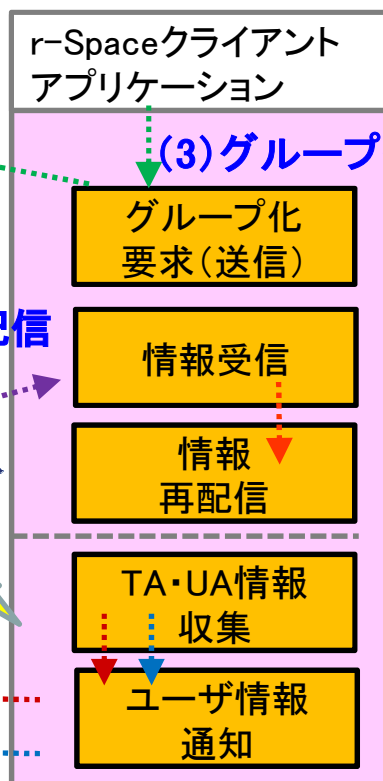 r-Spaceクライアント
アプリケーション
(3)グループ
グループ化
要求(送信)
配信
情報受信
情報
再配信
TA・UA情報
収集
ユーザ情報
通知